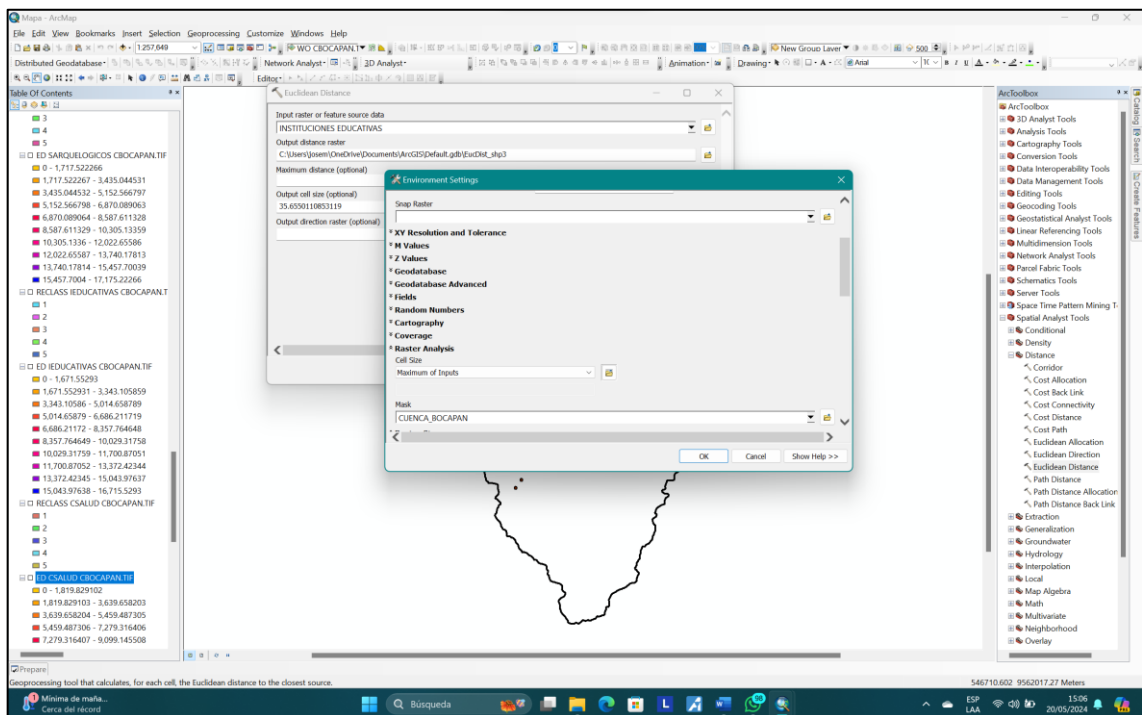 Mapa - ArcMap
File Edit View Bookmarks Insert Selection Geoprocessing Customize Windows Help
1:257,649
WO CBOCAPAN.T
New Group Layer
500
Distributed Geodatabase
Network Analyst
3D Analyst
Animation
Drawing
Arial
B I U A
Editor
Table Of Contents
3
4
5
ED SARQUELOGICOS CBOCAPAN.TIF
0 - 1,717.522266
1,717.522267 - 3,435.044531
3,435.044532 - 5,152.566797
5,152.566798 - 6,870.089063
6,870.089064 - 8,587.611328
8,587.611329 - 10,305.13359
10,305.1336 - 12,022.65586
12,022.65587 - 13,740.17813
13,740.17814 - 15,457.70039
15,457.7004 - 17,175.22266
RECLASS IEDUCATIVAS CBOCAPAN.T
1
2
3
4
5
ED IEDUCATIVAS CBOCAPAN.TIF
0 - 1,671.55293
1,671.552931 - 3,343.105859
3,343.10586 - 5,014.658789
5,014.65879 - 6,686.211719
6,686.21172 - 8,357.764648
8,357.764649 - 10,029.31758
10,029.31759 - 11,700.87051
11,700.87052 - 13,372.42344
13,372.42345 - 15,043.97637
15,043.97638 - 16,715.5293
RECLASS CSALUD CBOCAPAN.TIF
1
2
3
4
5
ED CSALUD CBOCAPAN.TIF
0 - 1,819.829102
1,819.829103 - 3,639.658203
3,639.658204 - 5,459.487305
5,459.487306 - 7,279.316406
7,279.316407 - 9,099.145508
Euclidean Distance
Input raster or feature source data
INSTITUCIONES EDUCATIVAS
Output distance raster
C:\Users\josem\OneDrive\Documents\ArcGIS\Default.gdb\EucDist_shp3
Maximum distance (optional)
Output cell size (optional)
35.6550110853119
Output direction raster (optional)
Environment Settings
Snap Raster
XY Resolution and Tolerance
M Values
Z Values
Geodatabase
Geodatabase Advanced
Fields
Random Numbers
Cartography
Coverage
Raster Analysis
Cell Size
Maximum of Inputs
Mask
CUENCA_BOCAPAN
OK Cancel Show Help >>
ArcToolbox
ArcToolbox
3D Analyst Tools
Analysis Tools
Cartography Tools
Conversion Tools
Data Interoperability Tools
Data Management Tools
Editing Tools
Geocoding Tools
Geostatistical Analyst Tools
Linear Referencing Tools
Multidimension Tools
Network Analyst Tools
Parcel Fabric Tools
Schematics Tools
Server Tools
Space Time Pattern Mining T
Spatial Analyst Tools
Conditional
Density
Distance
Corridor
Cost Allocation
Cost Back Link
Cost Connectivity
Cost Distance
Cost Path
Euclidean Allocation
Euclidean Direction
Euclidean Distance
Path Distance
Path Distance Allocation
Path Distance Back Link
Extraction
Generalization
Groundwater
Hydrology
Interpolation
Local
Map Algebra
Math
Multivariate
Neighborhood
Overlay
Catalog
Search
Create Features
Prepare
Geoprocessing tool that calculates, for each cell, the Euclidean distance to the closest source.
546710.602 9562017.27 Meters
Mínima de maña...
Cerca del récord
Búsqueda
ESP
LAA
15:06
20/05/2024